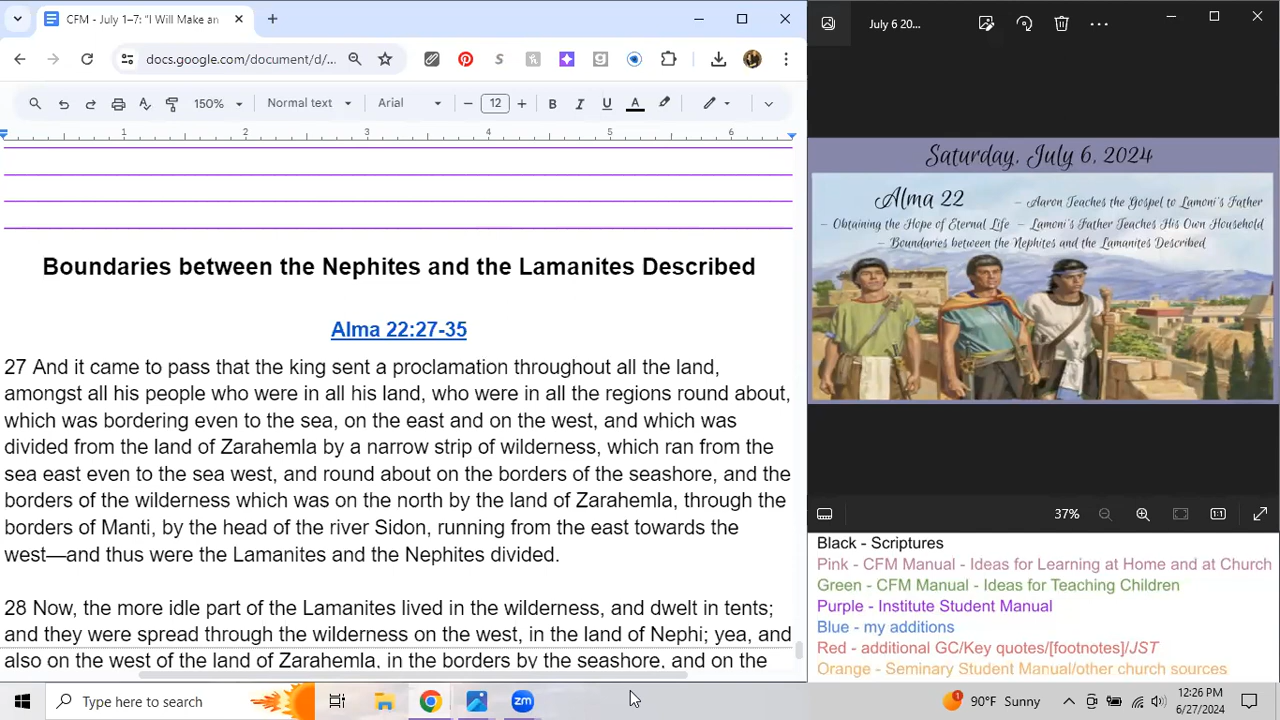 CFM - July 1–7: “I Will Make an
docs.google.com/document/d/...
150%
Normal text
Arial
12
B I U A
1 2 3 4 5 6
Boundaries between the Nephites and the Lamanites Described
Alma 22:27-35
27 And it came to pass that the king sent a proclamation throughout all the land,
amongst all his people who were in all his land, who were in all the regions round about,
which was bordering even to the sea, on the east and on the west, and which was
divided from the land of Zarahemla by a narrow strip of wilderness, which ran from the
sea east even to the sea west, and round about on the borders of the seashore, and the
borders of the wilderness which was on the north by the land of Zarahemla, through the
borders of Manti, by the head of the river Sidon, running from the east towards the
west—and thus were the Lamanites and the Nephites divided.
28 Now, the more idle part of the Lamanites lived in the wilderness, and dwelt in tents;
and they were spread through the wilderness on the west, in the land of Nephi; yea, and
also on the west of the land of Zarahemla, in the borders by the seashore, and on the
July 6 20...
Saturday, July 6, 2024
Alma 22
– Aaron Teaches the Gospel to Lamoni's Father
– Obtaining the Hope of Eternal Life – Lamoni's Father Teaches His Own Household
– Boundaries between the Nephites and the Lamanites Described
37%
1:1
Black - Scriptures
Pink - CFM Manual - Ideas for Learning at Home and at Church
Green - CFM Manual - Ideas for Teaching Children
Purple - Institute Student Manual
Blue - my additions
Red - additional GC/Key quotes/[footnotes]/JST
Orange - Seminary Student Manual/other church sources
Type here to search
zm
1
90°F Sunny
12:26 PM
6/27/2024